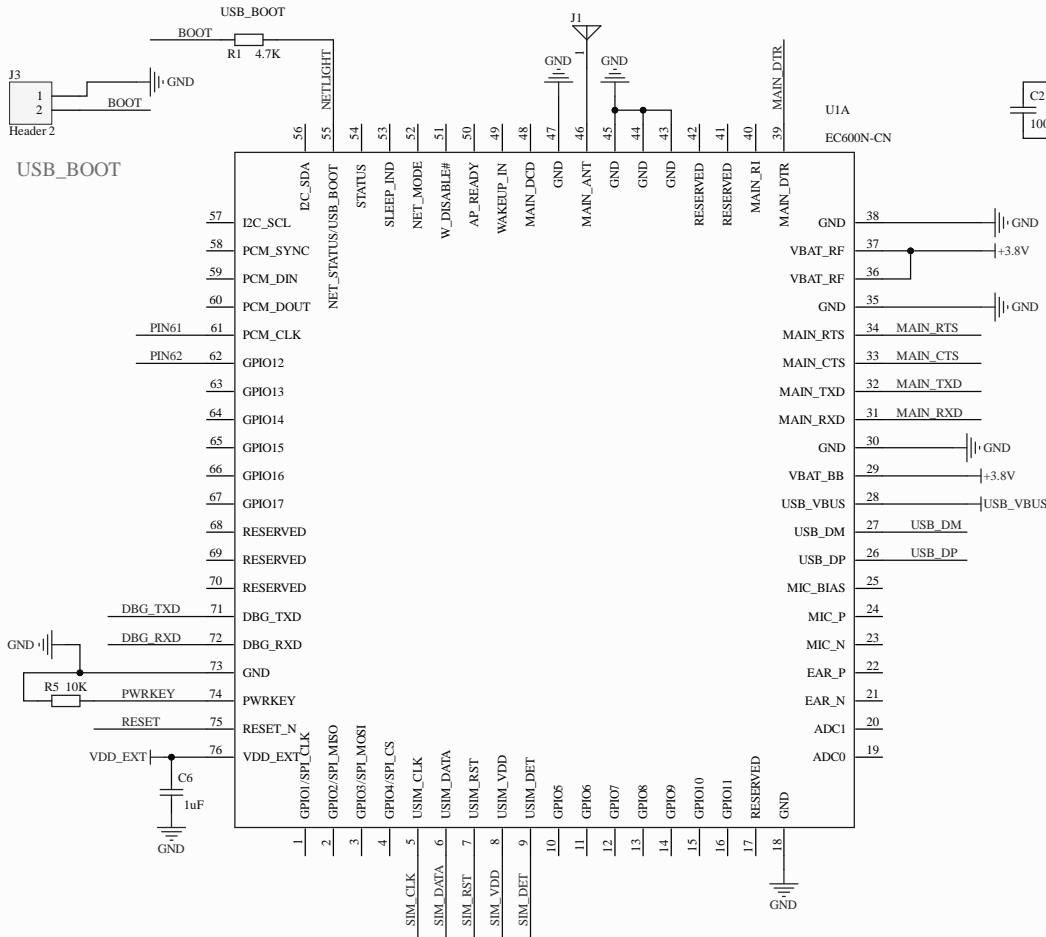 USB_BOOT
BOOT
R1 4.7K
NETLIGHT
J1
1
GND
GND
MAIN_DTR
J3
1
2
Header 2
GND
BOOT
USB_BOOT
C2
U1A
EC600N-CN
56
55
54
53
52
51
50
49
48
47
46
45
44
43
42
41
40
39
I2C_SDA
NET_STATUS/USB_BOOT
STATUS
SLEEP_IND
NET_MODE
W_DISABLE#
AP_READY
WAKEUP_IN
MAIN_DCD
GND
MAIN_ANT
GND
GND
GND
RESERVED
RESERVED
MAIN_RI
MAIN_DTR
57 I2C_SCL
58 PCM_SYNC
59 PCM_DIN
60 PCM_DOUT
PIN61 61 PCM_CLK
PIN62 62 GPIO12
63 GPIO13
64 GPIO14
65 GPIO15
66 GPIO16
67 GPIO17
68 RESERVED
69 RESERVED
70 RESERVED
DBG_TXD 71 DBG_TXD
DBG_RXD 72 DBG_RXD
GND
73 GND
R5 10K
PWRKEY 74 PWRKEY
RESET 75 RESET_N
VDD_EXT 76 VDD_EXT
C6
1uF
GND
GND 38 GND
VBAT_RF 37 +3.8V
VBAT_RF 36
GND 35 GND
MAIN_RTS 34 MAIN_RTS
MAIN_CTS 33 MAIN_CTS
MAIN_TXD 32 MAIN_TXD
MAIN_RXD 31 MAIN_RXD
GND 30 GND
VBAT_BB 29 +3.8V
USB_VBUS 28 USB_VBUS
USB_DM 27 USB_DM
USB_DP 26 USB_DP
MIC_BIAS 25
MIC_P 24
MIC_N 23
EAR_P 22
EAR_N 21
ADC1 20
ADC0 19
GPIO1/SPI_CLK
GPIO2/SPI_MISO
GPIO3/SPI_MOSI
GPIO4/SPI_CS
USIM_CLK
USIM_DATA
USIM_RST
USIM_VDD
USIM_DET
GPIO5
GPIO6
GPIO7
GPIO8
GPIO9
GPIO10
GPIO11
RESERVED
GND
1
2
3
4
5
6
7
8
9
10
11
12
13
14
15
16
17
18
SIM_CLK
SIM_DATA
SIM_RST
SIM_VDD
SIM_DET
GND